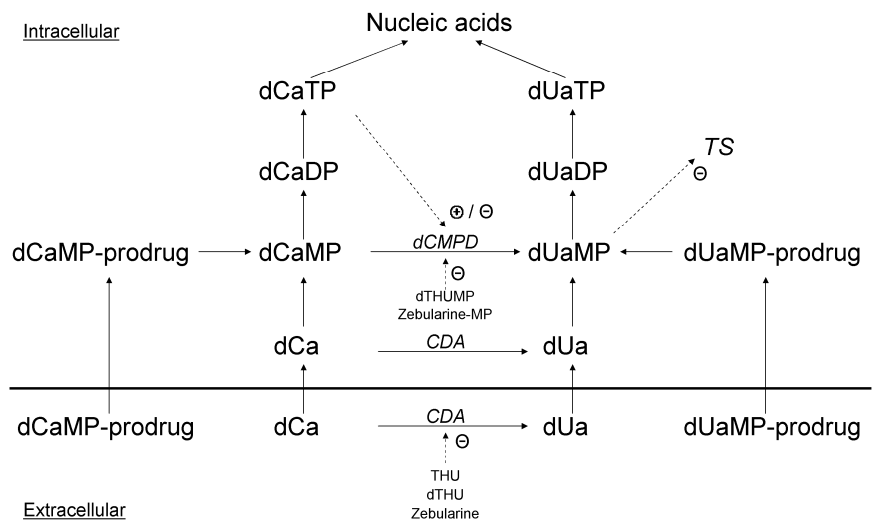 Nucleic acids
Intracellular
dCaTP
dUaTP
TS
⊖
dCaDP
dUaDP
⊕ / ⊖
dCMPD
dCaMP-prodrug
dCaMP
dUaMP
dUaMP-prodrug
⊖
dTHUMP
Zebularine-MP
dCa
CDA
dUa
dCaMP-prodrug
dCa
CDA
dUa
dUaMP-prodrug
⊖
THU
dTHU
Zebularine
Extracellular